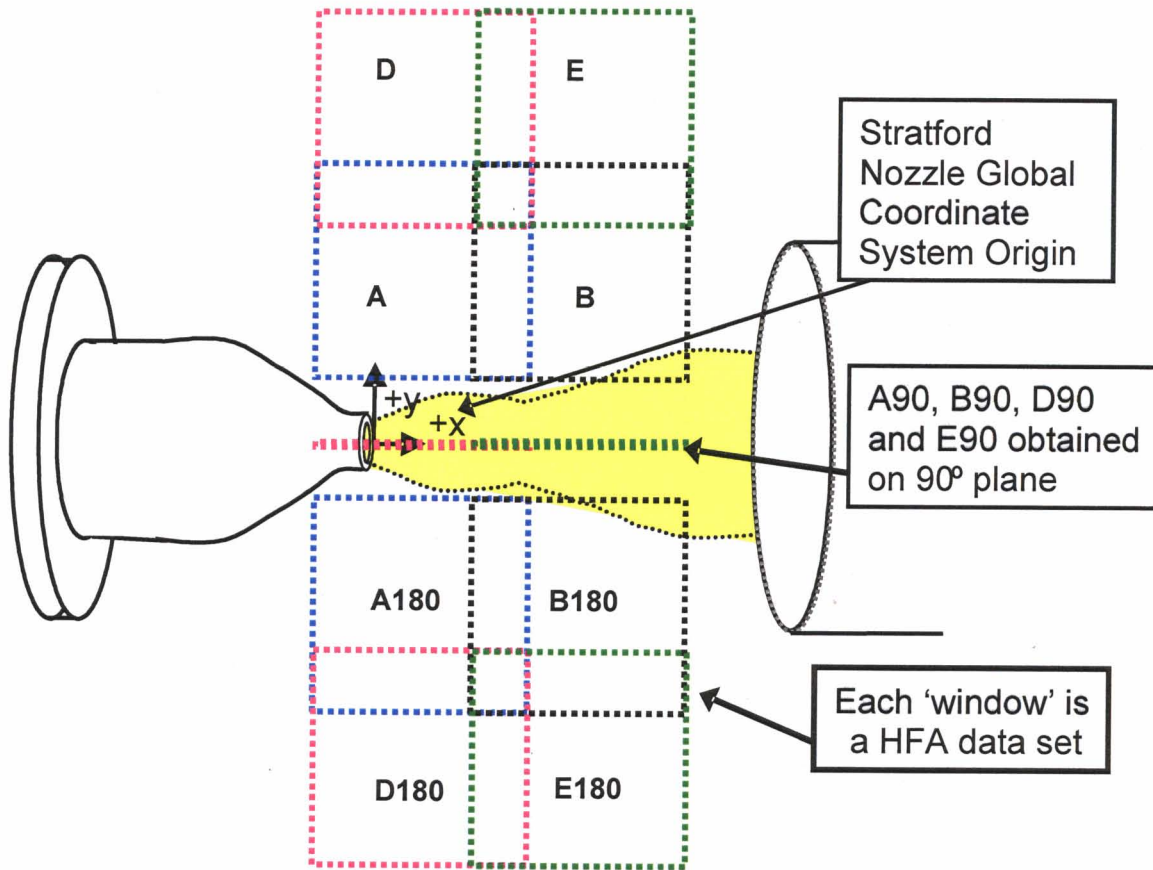 D
E
Stratford
Nozzle Global
Coordinate
System Origin
A
B
+y
+x
A90, B90, D90
and E90 obtained
on 90º plane
A180
B180
Each ‘window’ is
a HFA data set
D180
E180